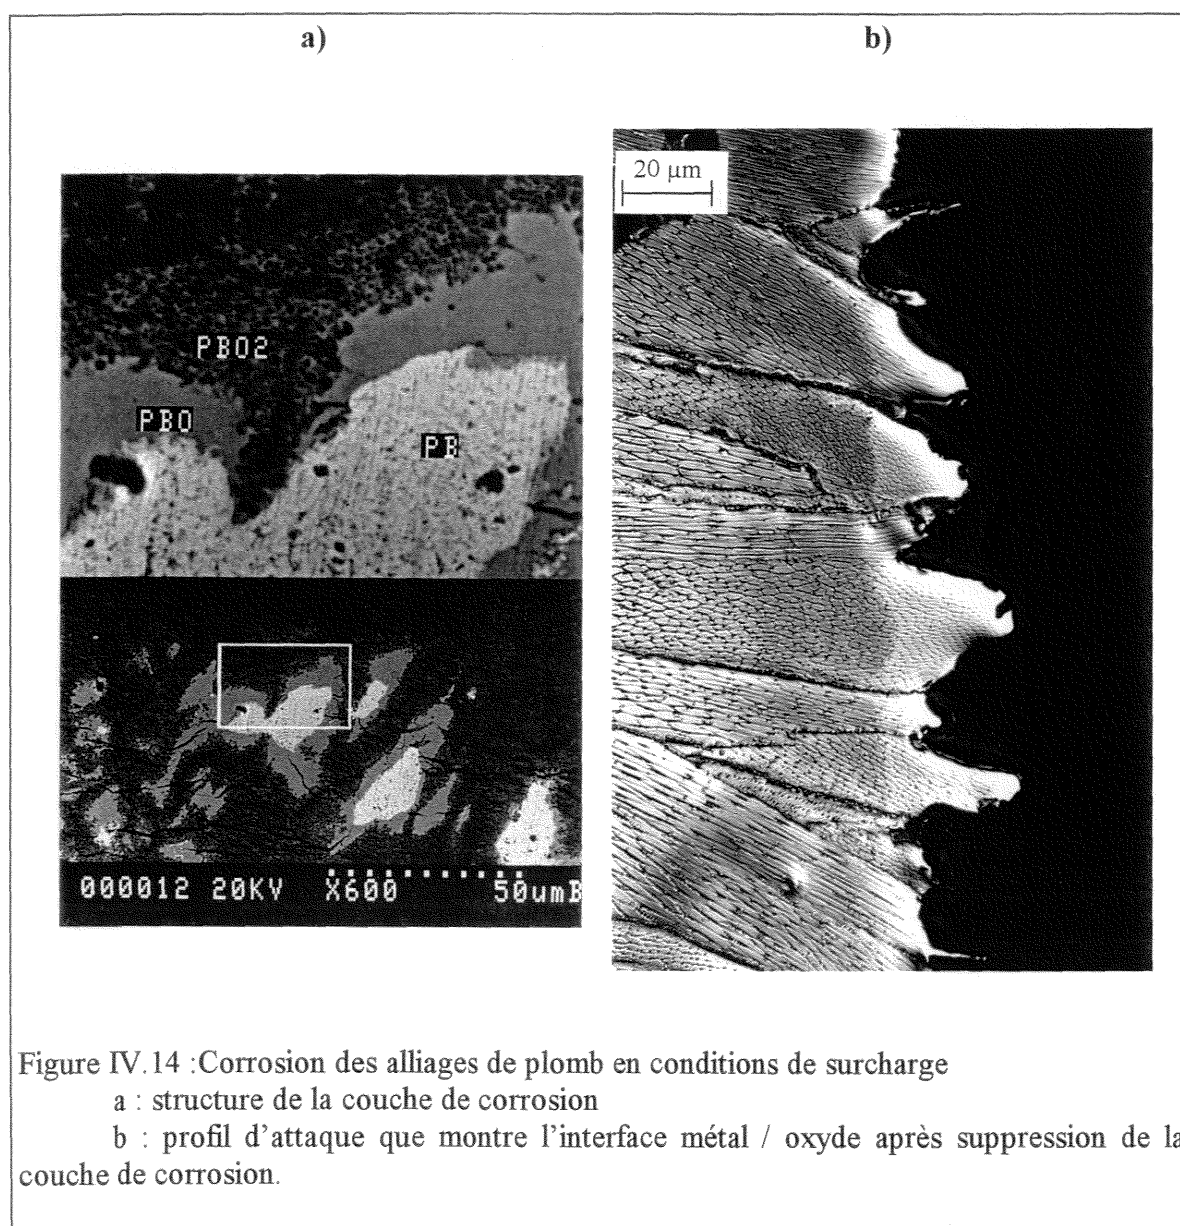 a)
b)
20 µm
PBO2
PBO
PB
000012 20KV X600 50umB
Figure IV.14 :Corrosion des alliages de plomb en conditions de surcharge
a : structure de la couche de corrosion
b : profil d'attaque que montre l'interface métal / oxyde après suppression de la
couche de corrosion.